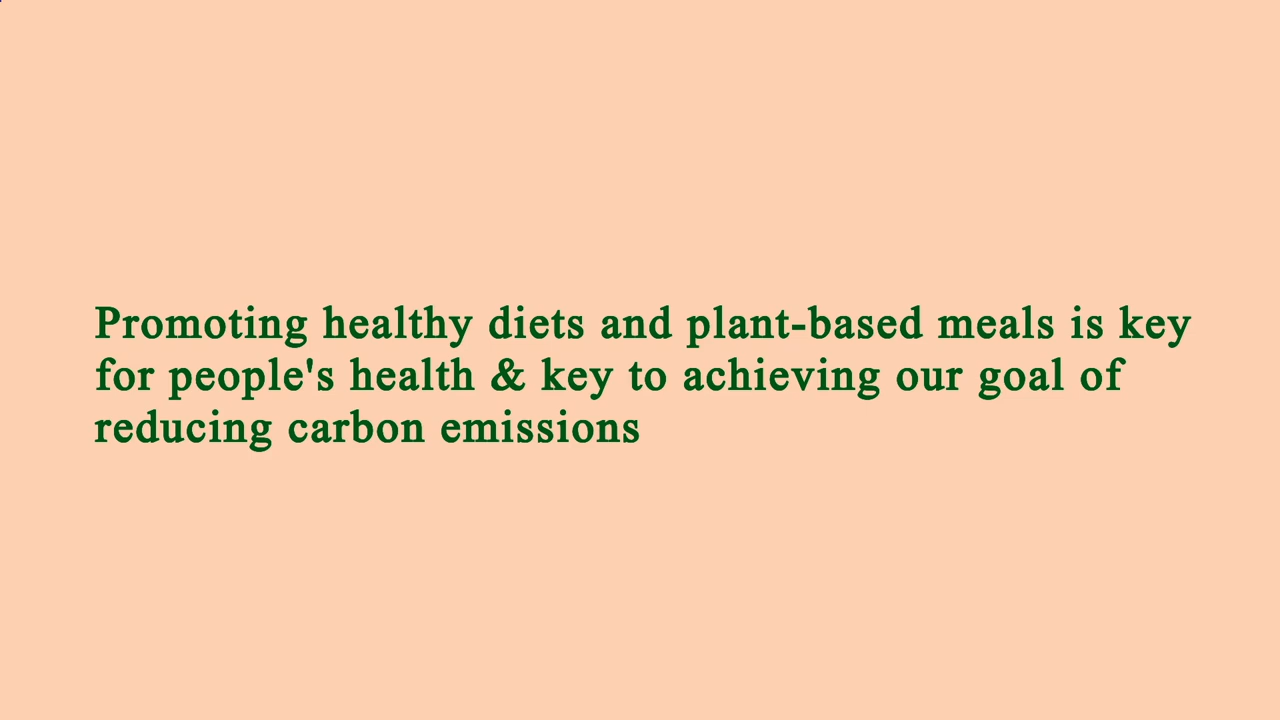 Promoting healthy diets and plant-based meals is key
for people's health & key to achieving our goal of
reducing carbon emissions